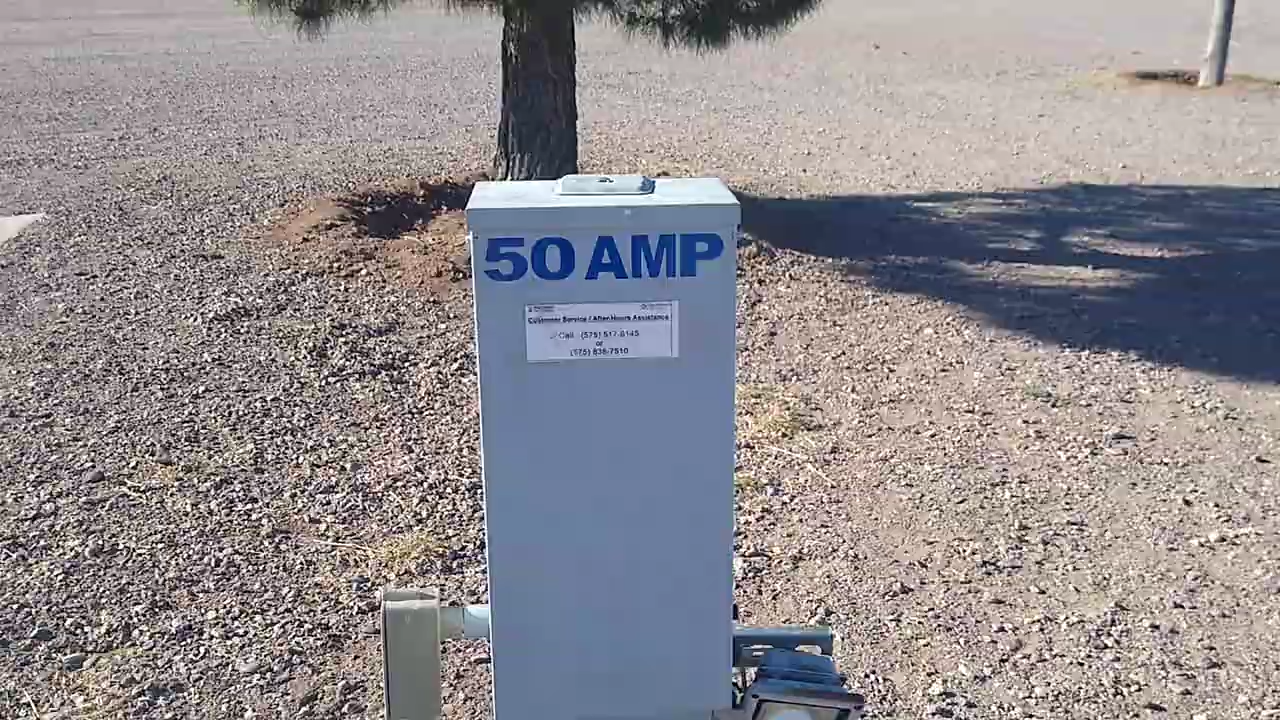 50 AMP
Customer Service / After Hours Assistance
Call (575) 517-8145
or
(575) 838-7510